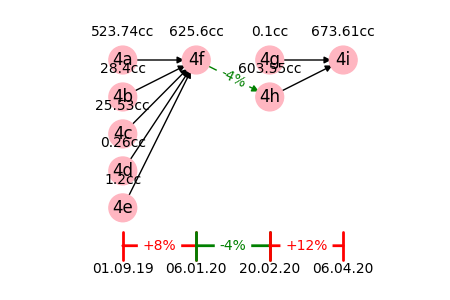 523.74cc 625.6cc 0.1cc 673.61cc
4a 4f 4g 4i
28.4cc -4% 603.55cc
4b 4h
25.53cc
4c
0.26cc
4d
1.2cc
4e
+8% -4% +12%
01.09.19 06.01.20 20.02.20 06.04.20